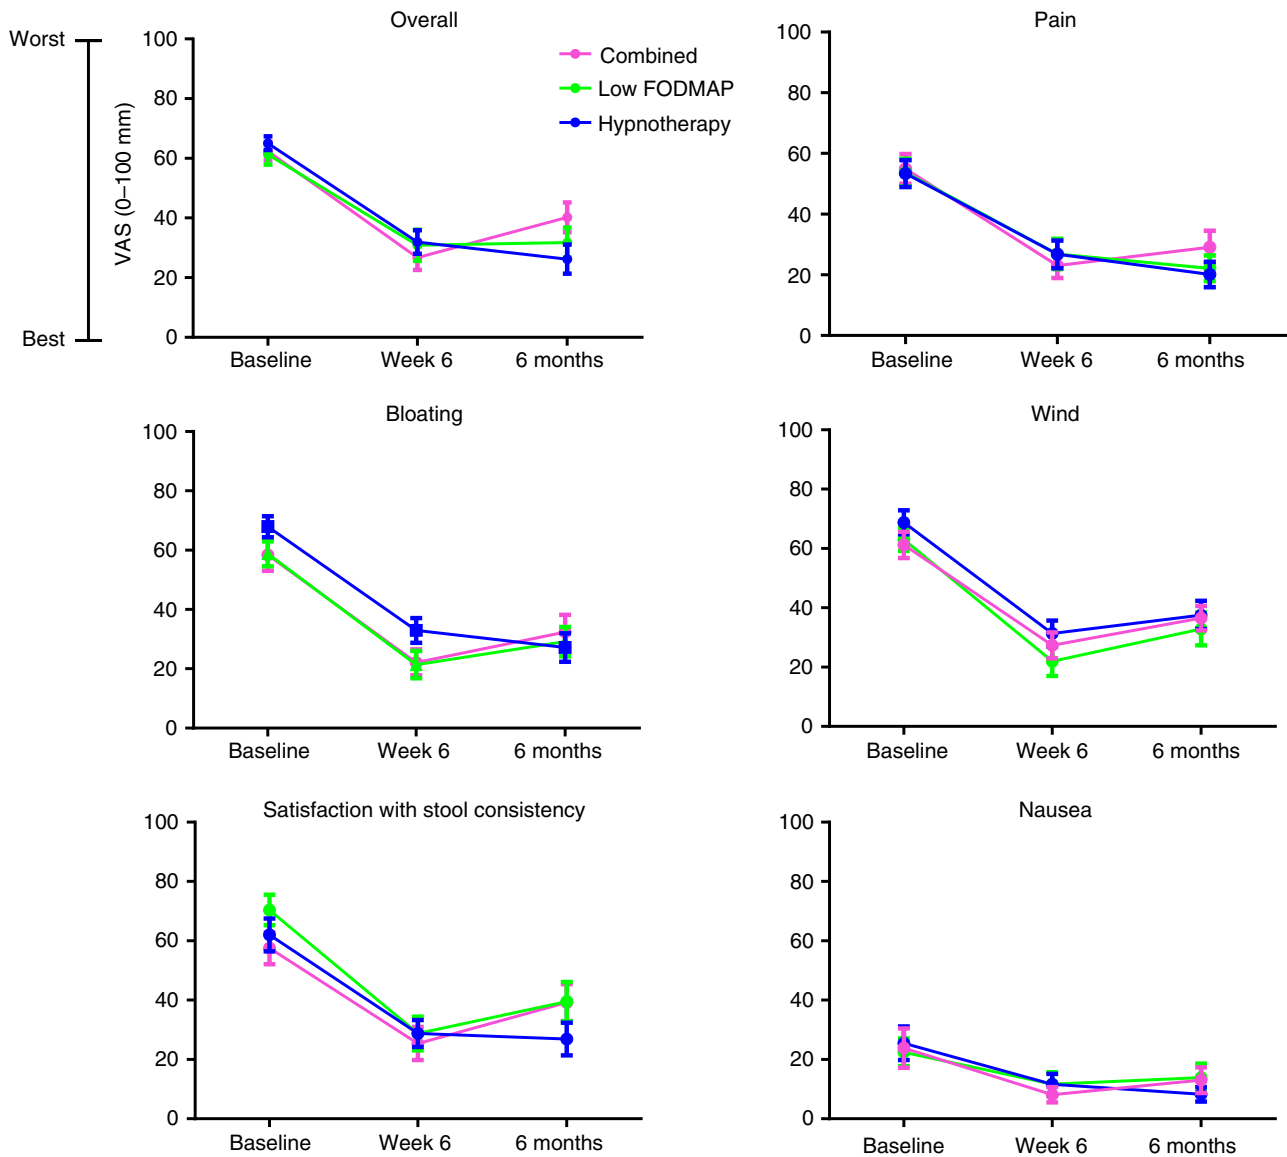 Overall
Worst
Best
VAS (0–100 mm)
100
80
60
40
20
0
Baseline
Week 6
6 months
Combined
Low FODMAP
Hypnotherapy
Pain
100
80
60
40
20
0
Baseline
Week 6
6 months
Bloating
100
80
60
40
20
0
Baseline
Week 6
6 months
Wind
100
80
60
40
20
0
Baseline
Week 6
6 months
Satisfaction with stool consistency
100
80
60
40
20
0
Baseline
Week 6
6 months
Nausea
100
80
60
40
20
0
Baseline
Week 6
6 months